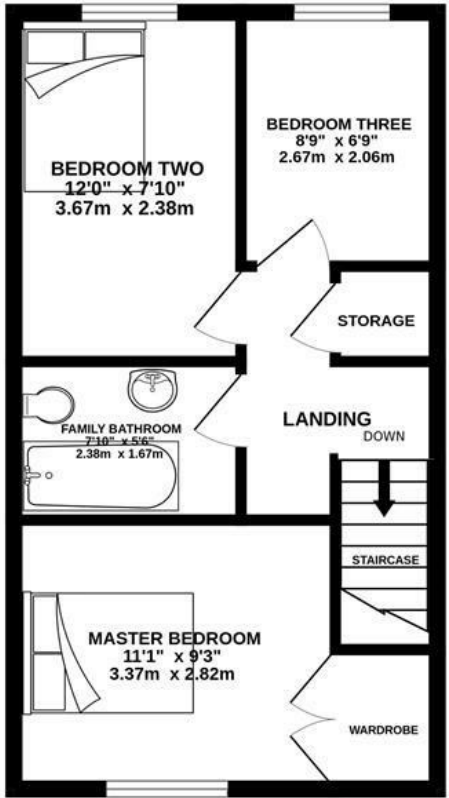 BEDROOM TWO
12'0" x 7'10"
3.67m x 2.38m
BEDROOM THREE
8'9" x 6'9"
2.67m x 2.06m
STORAGE
LANDING
DOWN
FAMILY BATHROOM
7'10" x 5'6"
2.38m x 1.67m
STAIRCASE
MASTER BEDROOM
11'1" x 9'3"
3.37m x 2.82m
WARDROBE